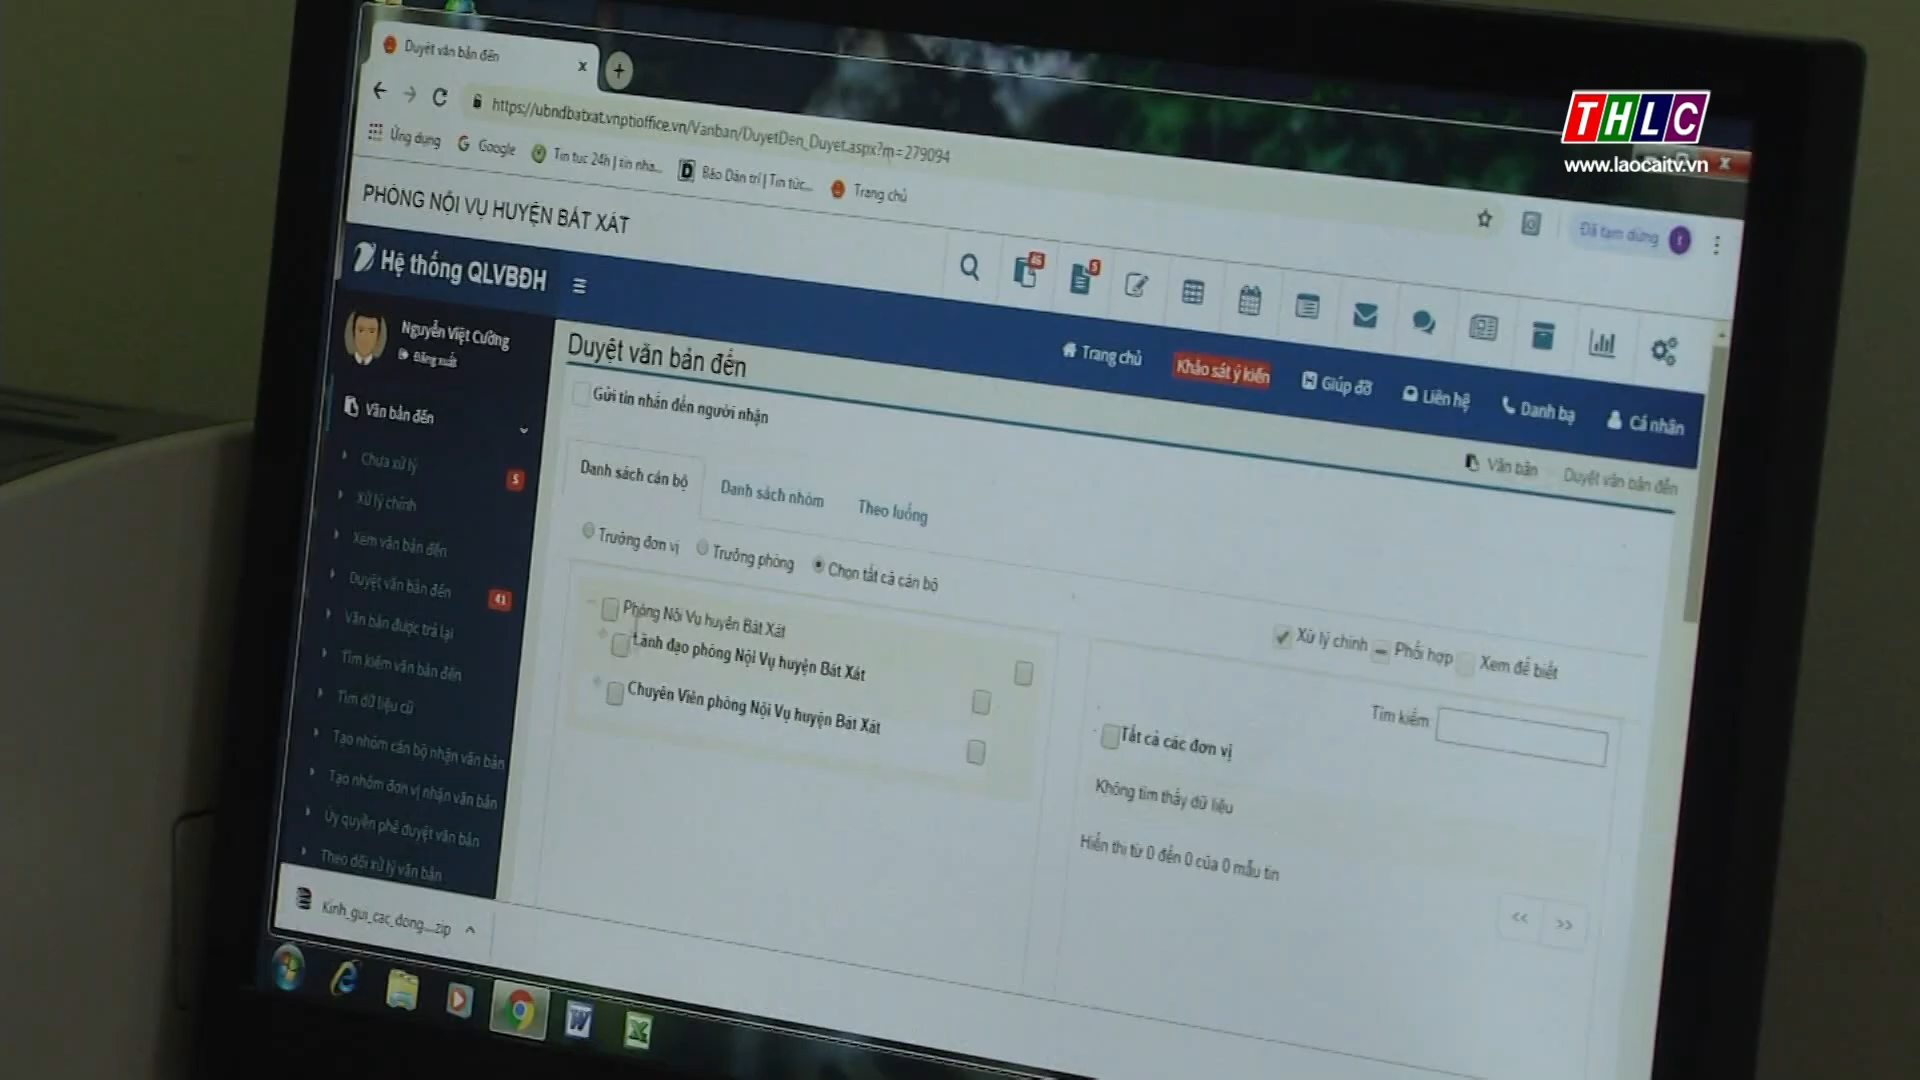 Duyệt văn bản đến
THLC
www.laocaitv.vn
https://ubndbatxat.vnptioffice.vn/Vanban/DuyetDen_Duyet.aspx?m=279094
Ứng dụng
Google
Tin tuc 24h | tin nha...
Báo Dân trí | Tin tức,...
Trang chủ
Đã tạm dừng
PHÒNG NỘI VỤ HUYỆN BÁT XÁT
46
5
Hệ thống QLVBĐH
Trang chủ
Khảo sát ý kiến
Giúp đỡ
Liên hệ
Danh bạ
Cá nhân
Nguyễn Việt Cường
Đăng xuất
Duyệt văn bản đến
Văn bản
Duyệt văn bản đến
Gửi tin nhắn đến người nhận
Văn bản đến
Chưa xử lý
5
Xử lý chính
Xem văn bản đến
Duyệt văn bản đến
41
Văn bản được trả lại
Tìm kiếm văn bản đến
Tìm dữ liệu cũ
Tạo nhóm cán bộ nhận văn bản
Tạo nhóm đơn vị nhận văn bản
Ủy quyền phê duyệt văn bản
Theo dõi xử lý văn bản
Danh sách cán bộ
Danh sách nhóm
Theo luồng
Trưởng đơn vị
Trưởng phòng
Chọn tất cả cán bộ
Phòng Nội Vụ huyện Bát Xát
Lãnh đạo phòng Nội Vụ huyện Bát Xát
Chuyên Viên phòng Nội Vụ huyện Bát Xát
Xử lý chính
Phối hợp
Xem để biết
Tìm kiếm
Tất cả các đơn vị
Không tìm thấy dữ liệu
Hiển thị từ 0 đến 0 của 0 mẫu tin
<<
>>
Kinh_gui_cac_dong....zip